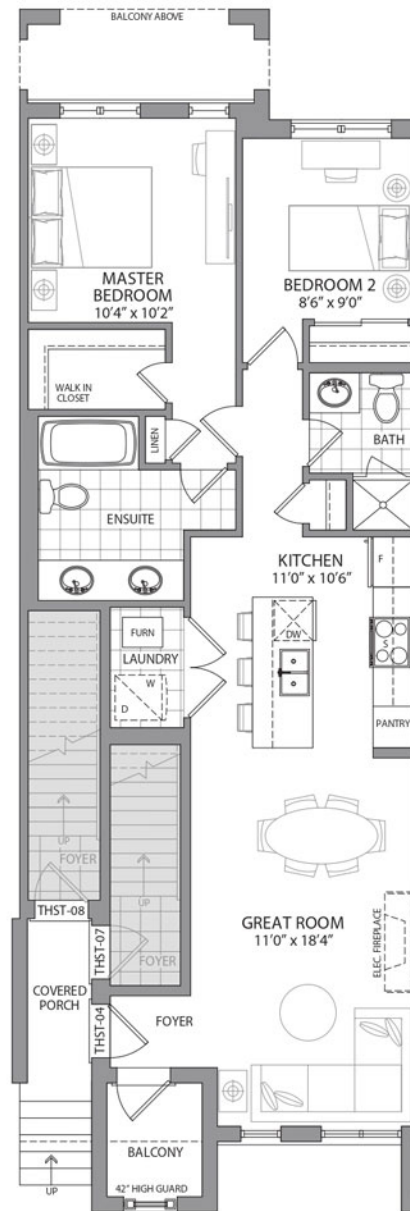 BALCONY ABOVE
MASTER
BEDROOM
10'4" x 10'2"
BEDROOM 2
8'6" x 9'0"
WALK IN
CLOSET
LINEN
BATH
ENSUITE
KITCHEN
11'0" x 10'6"
F
DW
S
FURN
LAUNDRY
W
D
PANTRY
UP
FOYER
UP
THST-08
THST-07
FOYER
GREAT ROOM
11'0" x 18'4"
ELEC. FIREPLACE
COVERED
PORCH
THST-04
FOYER
BALCONY
UP
42" HIGH GUARD